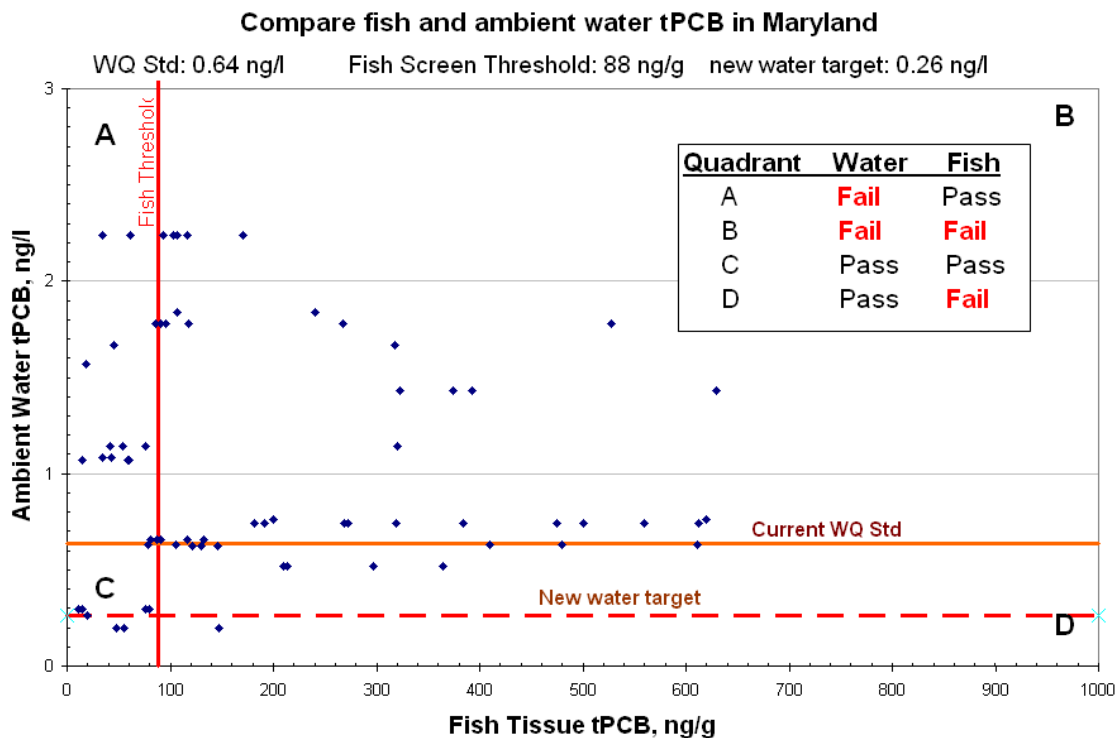 Compare fish and ambient water tPCB in Maryland
WQ Std: 0.64 ng/l Fish Screen Threshold: 88 ng/g new water target: 0.26 ng/l
3
2
1
0
Ambient Water tPCB, ng/l
Fish Threshold
A
B
Quadrant Water Fish
A Fail Pass
B Fail Fail
C Pass Pass
D Pass Fail
Current WQ Std
C
New water target
D
0 100 200 300 400 500 600 700 800 900 1000
Fish Tissue tPCB, ng/g